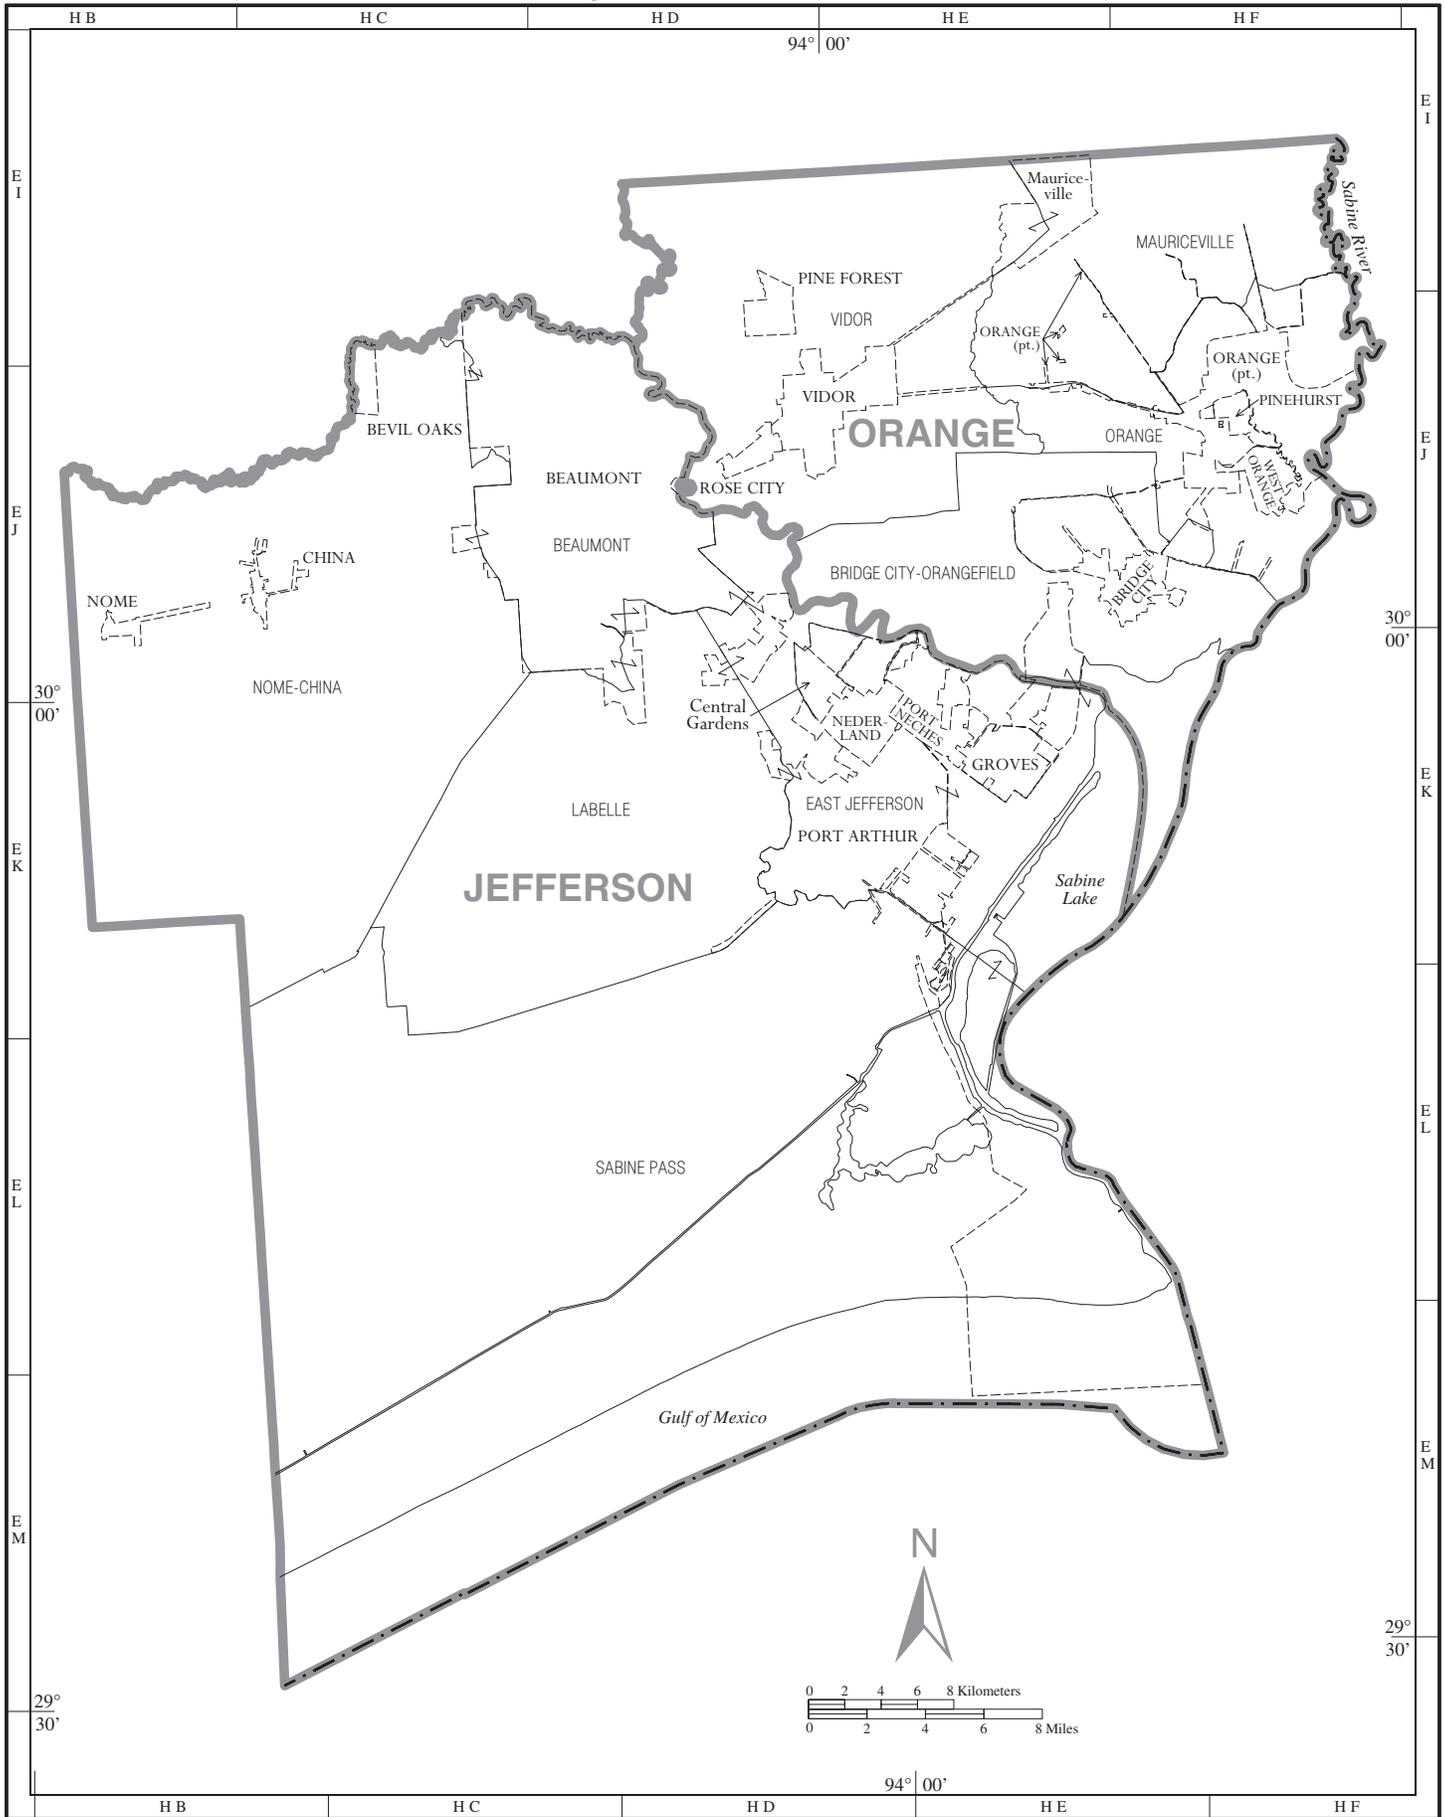 H B
H C
H D
H E
H F
94° 00'
E
I
E
I
Sabine River
Maurice-
ville
MAURICEVILLE
PINE FOREST
VIDOR
ORANGE
(pt.)
ORANGE
(pt.)
VIDOR
PINEHURST
BEVIL OAKS
ORANGE
ORANGE
E
J
WEST
ORANGE
BEAUMONT
ROSE CITY
E
J
BEAUMONT
CHINA
BRIDGE CITY-ORANGEFIELD
BRIDGE
CITY
NOME
30°
00'
NOME-CHINA
30°
00'
Central
Gardens
NEDER-
LAND
PORT
NECHES
GROVES
E
K
LABELLE
EAST JEFFERSON
PORT ARTHUR
E
K
JEFFERSON
Sabine
Lake
E
L
SABINE PASS
E
L
Gulf of Mexico
E
M
E
M
N
29°
30'
0 2 4 6 8 Kilometers
29°
30'
0 2 4 6 8 Miles
94° 00'
H B
H C
H D
H E
H F